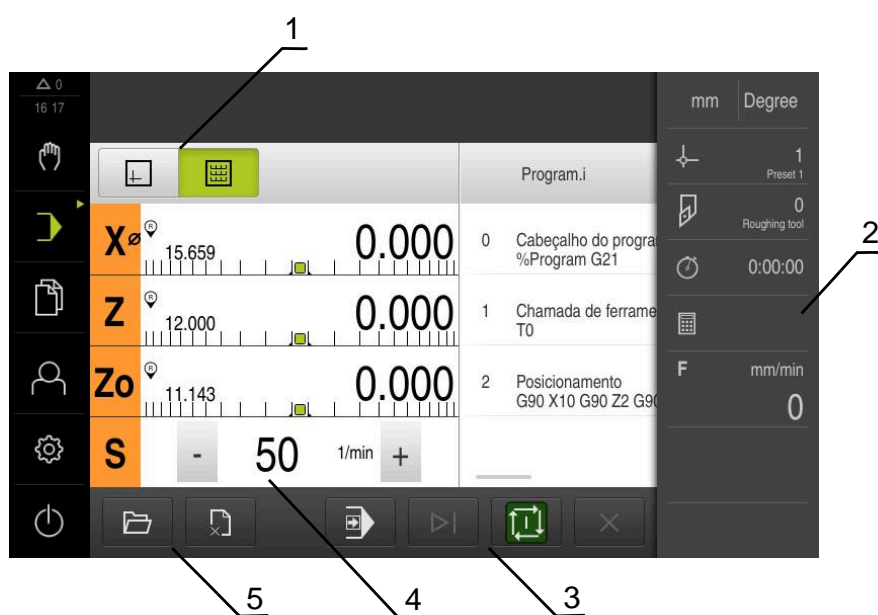 1
0
16 17
mm Degree
1
Preset 1
0
Roughing tool
2
0:00:00
F mm/min
0
Program.i
X⌀ R 15.659 0.000
0 Cabeçalho do progra
%Program G21
Z R 12.000 0.000
1 Chamada de ferrame
T0
Zo R 11.143 0.000
2 Posicionamento
G90 X10 G90 Z2 G90
S - 50 1/min +
5
4
3